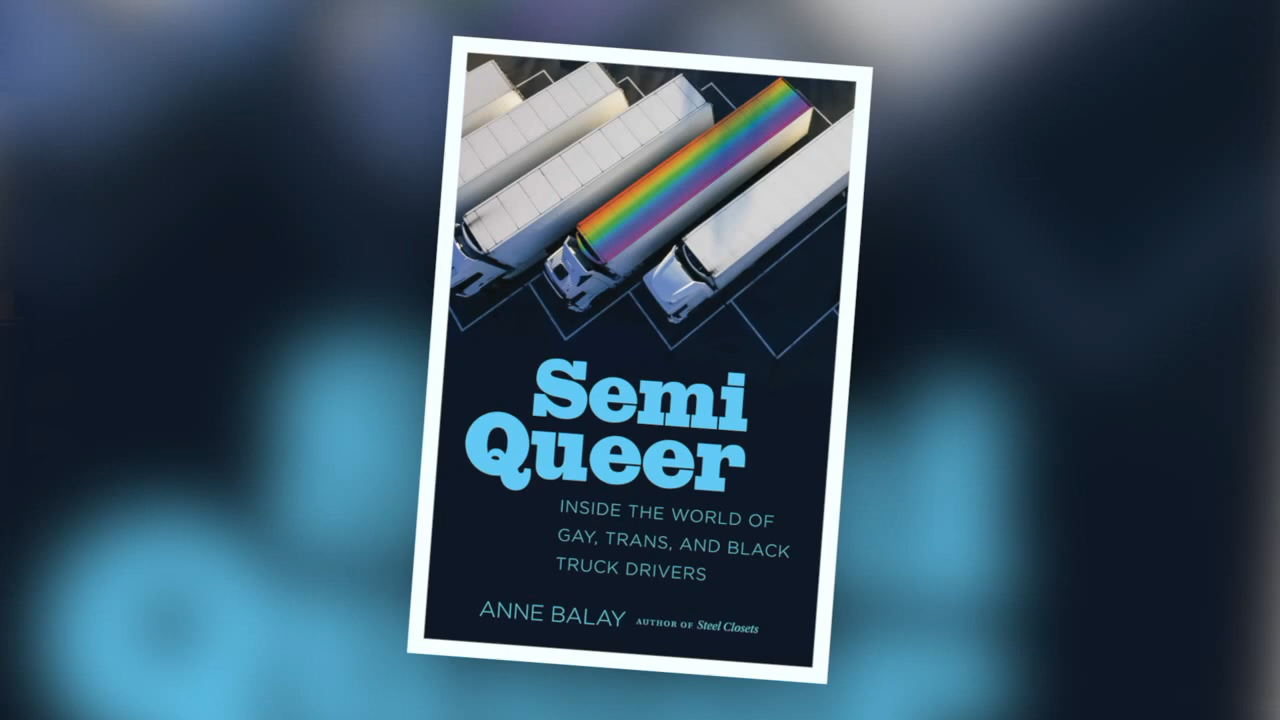 Semi
Queer
INSIDE THE WORLD OF
GAY, TRANS, AND BLACK
TRUCK DRIVERS
ANNE BALAY AUTHOR OF Steel Closets